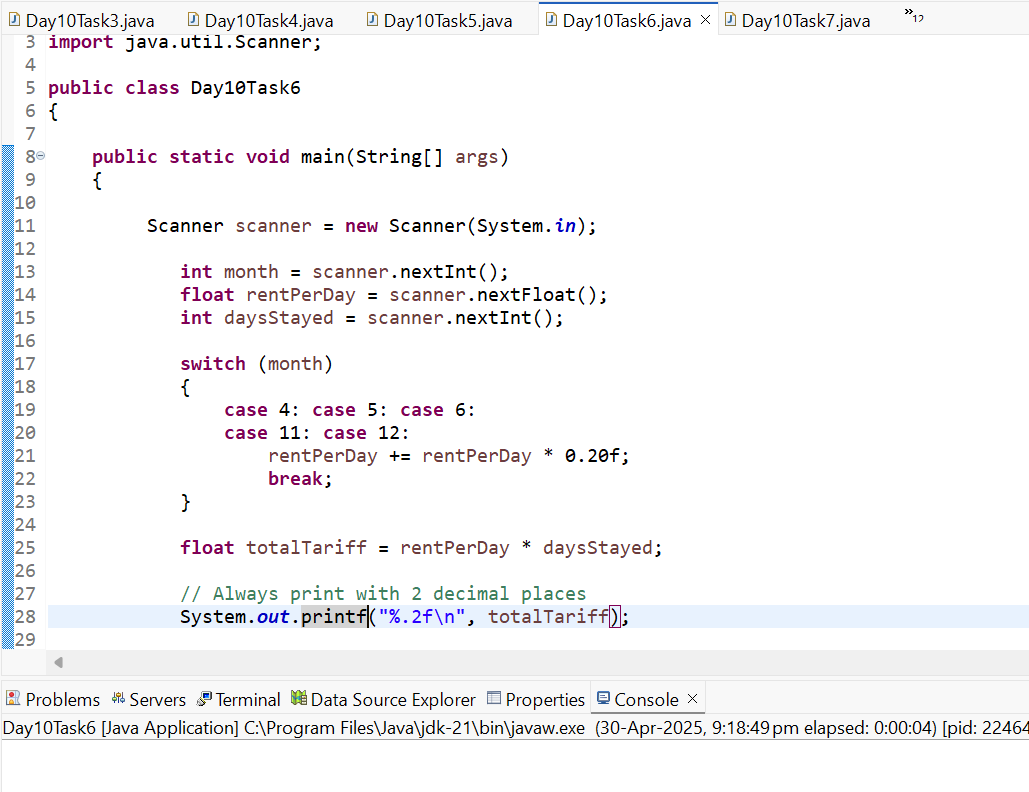 Day10Task3.java Day10Task4.java Day10Task5.java Day10Task6.java Day10Task7.java »12
3 import java.util.Scanner;
4
5 public class Day10Task6
6 {
7
8 public static void main(String[] args)
9 {
10
11 Scanner scanner = new Scanner(System.in);
12
13 int month = scanner.nextInt();
14 float rentPerDay = scanner.nextFloat();
15 int daysStayed = scanner.nextInt();
16
17 switch (month)
18 {
19 case 4: case 5: case 6:
20 case 11: case 12:
21 rentPerDay += rentPerDay * 0.20f;
22 break;
23 }
24
25 float totalTariff = rentPerDay * daysStayed;
26
27 // Always print with 2 decimal places
28 System.out.printf("%.2f\n", totalTariff);
29
Problems Servers Terminal Data Source Explorer Properties Console
Day10Task6 [Java Application] C:\Program Files\Java\jdk-21\bin\javaw.exe (30-Apr-2025, 9:18:49 pm elapsed: 0:00:04) [pid: 22464